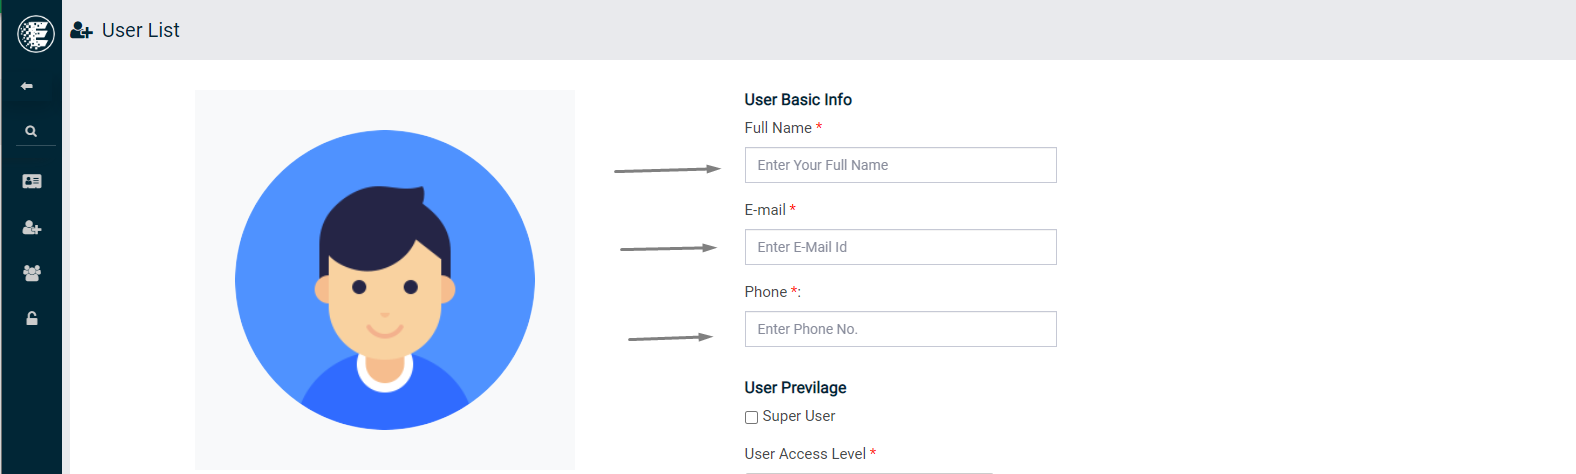 User List
User Basic Info
Full Name *
Enter Your Full Name
E-mail *
Enter E-Mail Id
Phone *:
Enter Phone No.
User Previlage
Super User
User Access Level *